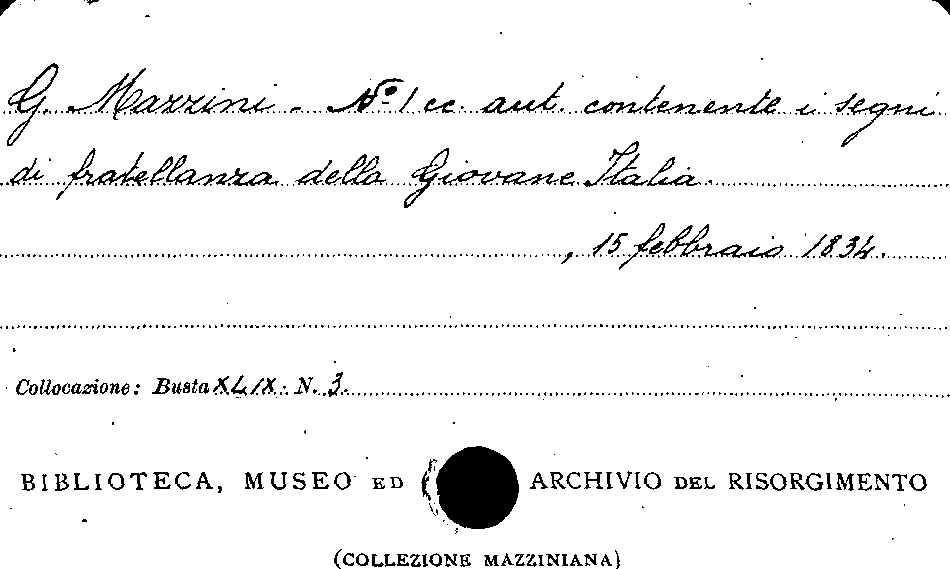 G. Mazzini - N° 1 cc. aut. contenente i segni
di fratellanza della Giovane Italia.
, 15 febbraio 1834.
Collocazione: Busta XLIX. N. 3.
BIBLIOTECA, MUSEO ED ARCHIVIO DEL RISORGIMENTO
(COLLEZIONE MAZZINIANA)